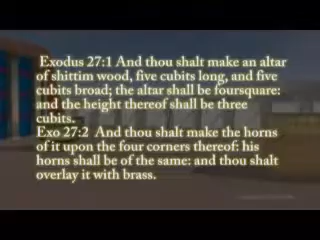 Exodus 27:1 And thou shalt make an altar
of shittim wood, five cubits long, and five
cubits broad; the altar shall be foursquare:
and the height thereof shall be three
cubits.
Exo 27:2 And thou shalt make the horns
of it upon the four corners thereof: his
horns shall be of the same: and thou shalt
overlay it with brass.